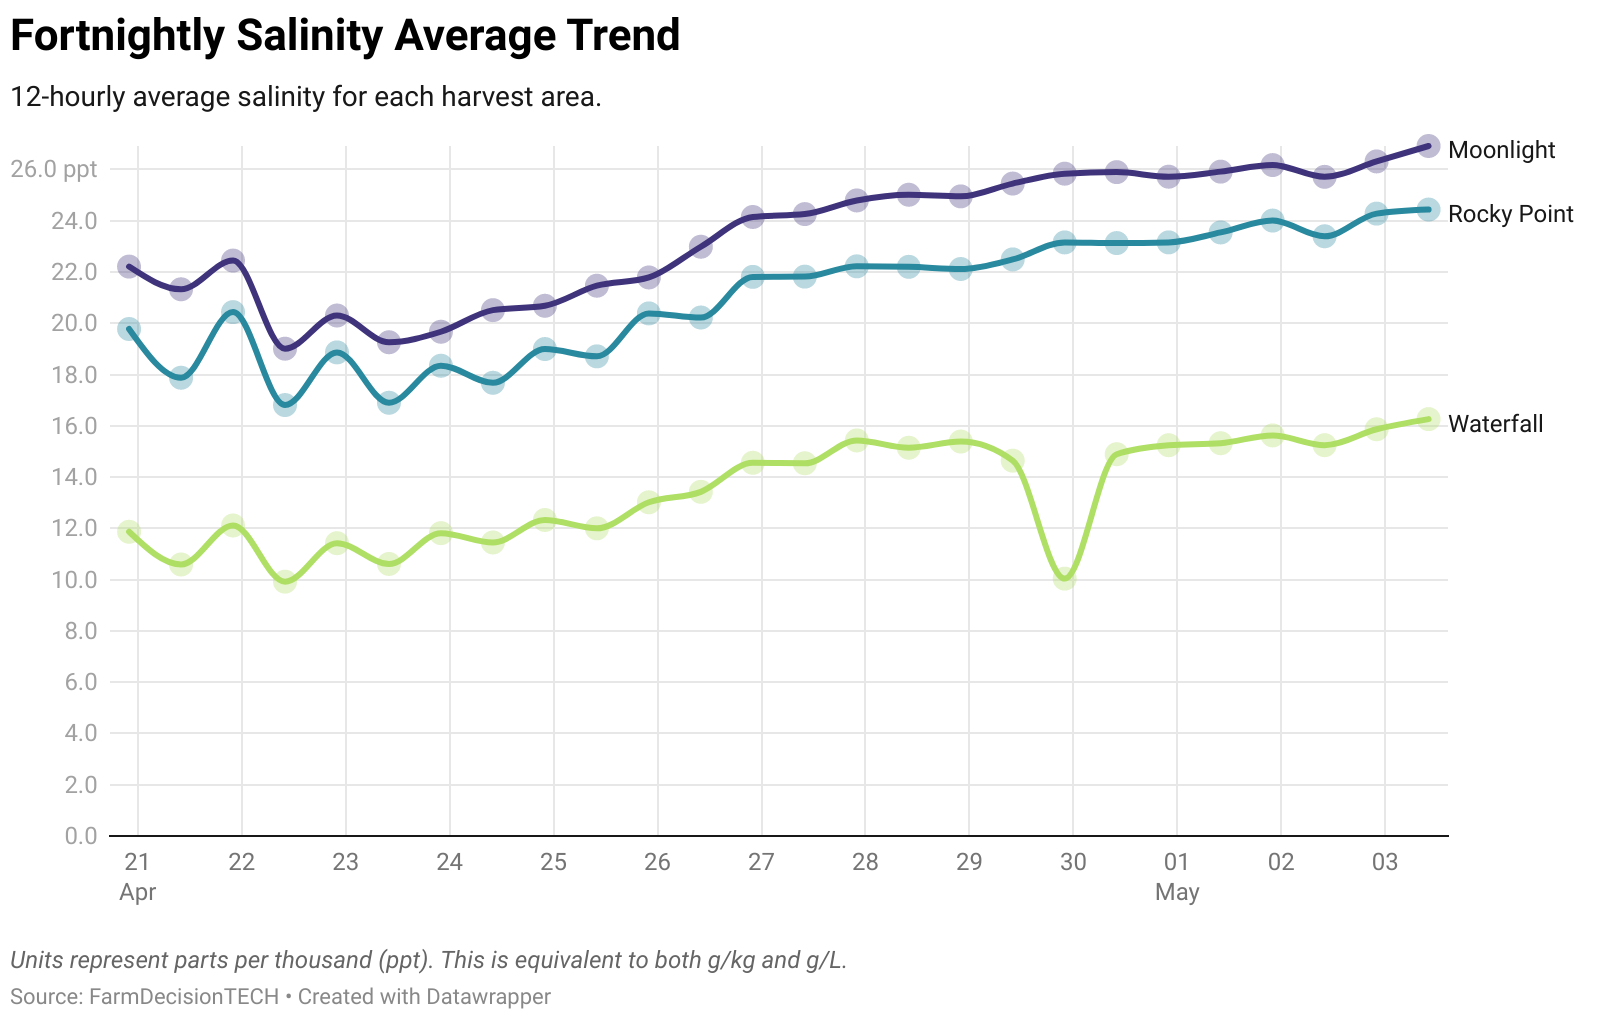 Fortnightly Salinity Average Trend
12-hourly average salinity for each harvest area.
Moonlight
26.0 ppt
Rocky Point
24.0
22.0
20.0
18.0
16.0
Waterfall
14.0
12.0
10.0
8.0
6.0
4.0
2.0
0.0
21 22 23 24 25 26 27 28 29 30 01 02 03
Apr May
Units represent parts per thousand (ppt). This is equivalent to both g/kg and g/L.
Source: FarmDecisionTECH • Created with Datawrapper